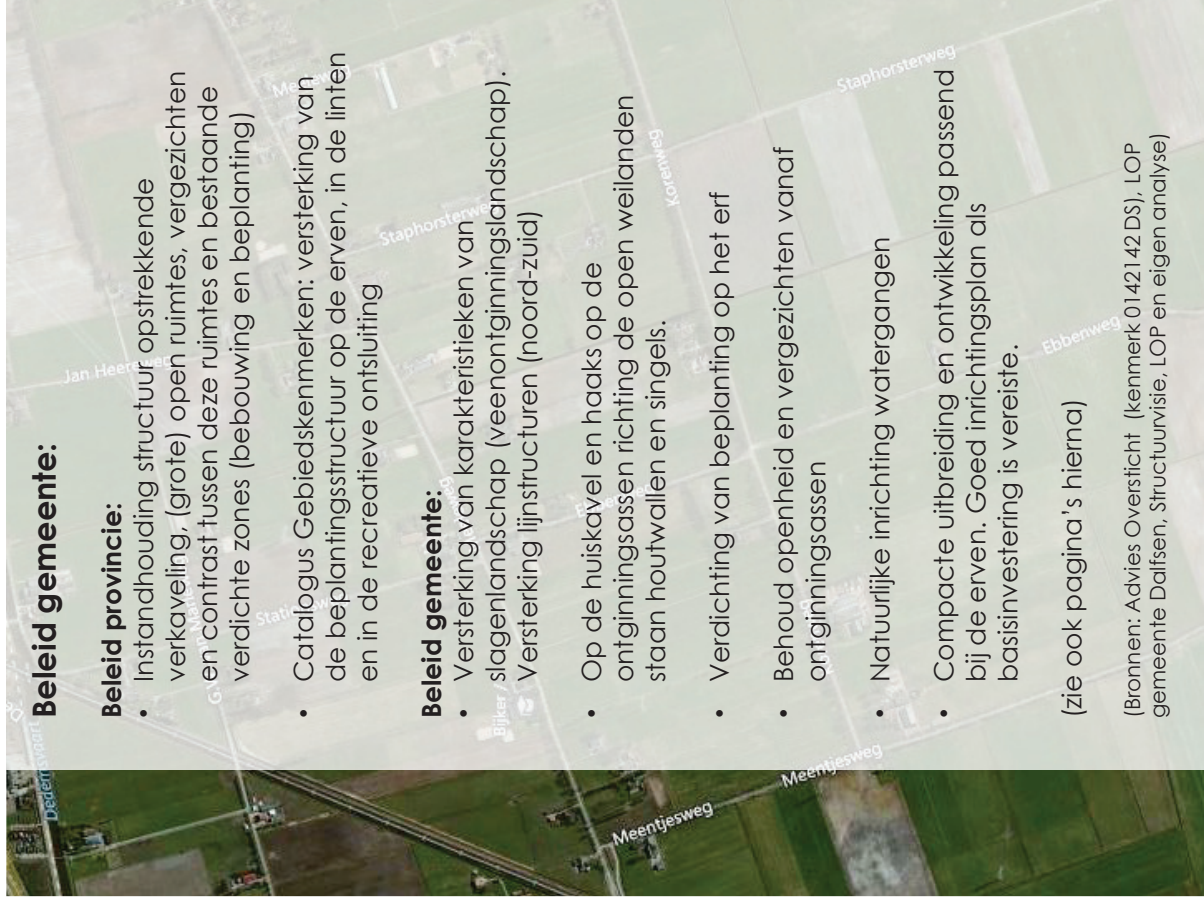 Beleid gemeente:
Beleid provincie:
• Instandhouding structuur opstrekkende
verkaveling, (grote) open ruimtes, vergezichten
en contrast tussen deze ruimtes en bestaande
verdichte zones (bebouwing en beplanting)
• Catalogus Gebiedskenmerken: versterking van
de beplantingsstructuur op de erven, in de linten
en in de recreatieve ontsluiting
Beleid gemeente:
• Versterking van karakteristieken van
slagenlandschap (veenontginningslandschap).
Versterking lijnstructuren (noord-zuid)
• Op de huiskavel en haaks op de
ontginningsassen richting de open weilanden
staan houtwallen en singels.
• Verdichting van beplanting op het erf
• Behoud openheid en vergezichten vanaf
ontginningsassen
• Natuurlijke inrichting watergangen
• Compacte uitbreiding en ontwikkeling passend
bij de erven. Goed inrichtingsplan als
basisinvestering is vereiste.
(zie ook pagina's hierna)
(Bronnen: Advies Oversticht (kenmerk 0142142 DS), LOP
gemeente Dalfsen, Structuurvisie, LOP en eigen analyse)
Dedemsvaart
Jan Heereweg
Staphorsterweg
Staphorsterweg
Korenweg
Ebbenweg
Bijker
Meentjesweg
Meentjesweg